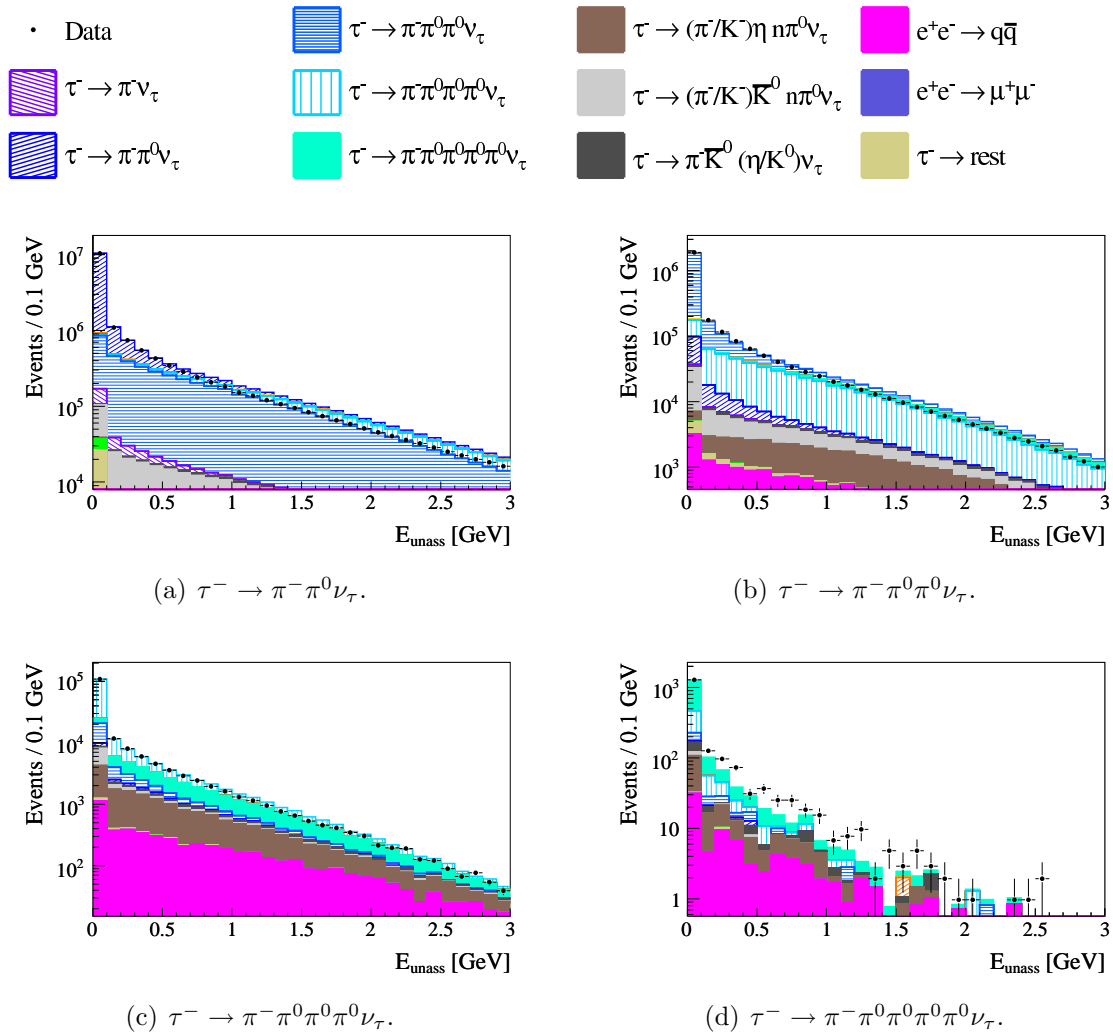 Data
τ⁻ → π⁻ν_τ
τ⁻ → π⁻π⁰ν_τ
τ⁻ → π⁻π⁰π⁰ν_τ
τ⁻ → π⁻π⁰π⁰π⁰ν_τ
τ⁻ → π⁻π⁰π⁰π⁰π⁰ν_τ
τ⁻ → (π⁻/K⁻)η nπ⁰ν_τ
τ⁻ → (π⁻/K⁻)K̅⁰ nπ⁰ν_τ
τ⁻ → π⁻K̅⁰ (η/K⁰)ν_τ
e⁺e⁻ → qq̅
e⁺e⁻ → μ⁺μ⁻
τ⁻ → rest
Events / 0.1 GeV
10⁷
10⁶
10⁵
10⁴
0 0.5 1 1.5 2 2.5 3
E_unass [GeV]
(a) τ⁻ → π⁻π⁰ν_τ.
Events / 0.1 GeV
10⁶
10⁵
10⁴
10³
0 0.5 1 1.5 2 2.5 3
E_unass [GeV]
(b) τ⁻ → π⁻π⁰π⁰ν_τ.
Events / 0.1 GeV
10⁵
10⁴
10³
10²
0 0.5 1 1.5 2 2.5 3
E_unass [GeV]
(c) τ⁻ → π⁻π⁰π⁰π⁰ν_τ.
Events / 0.1 GeV
10³
10²
10
1
0 0.5 1 1.5 2 2.5 3
E_unass [GeV]
(d) τ⁻ → π⁻π⁰π⁰π⁰π⁰ν_τ.